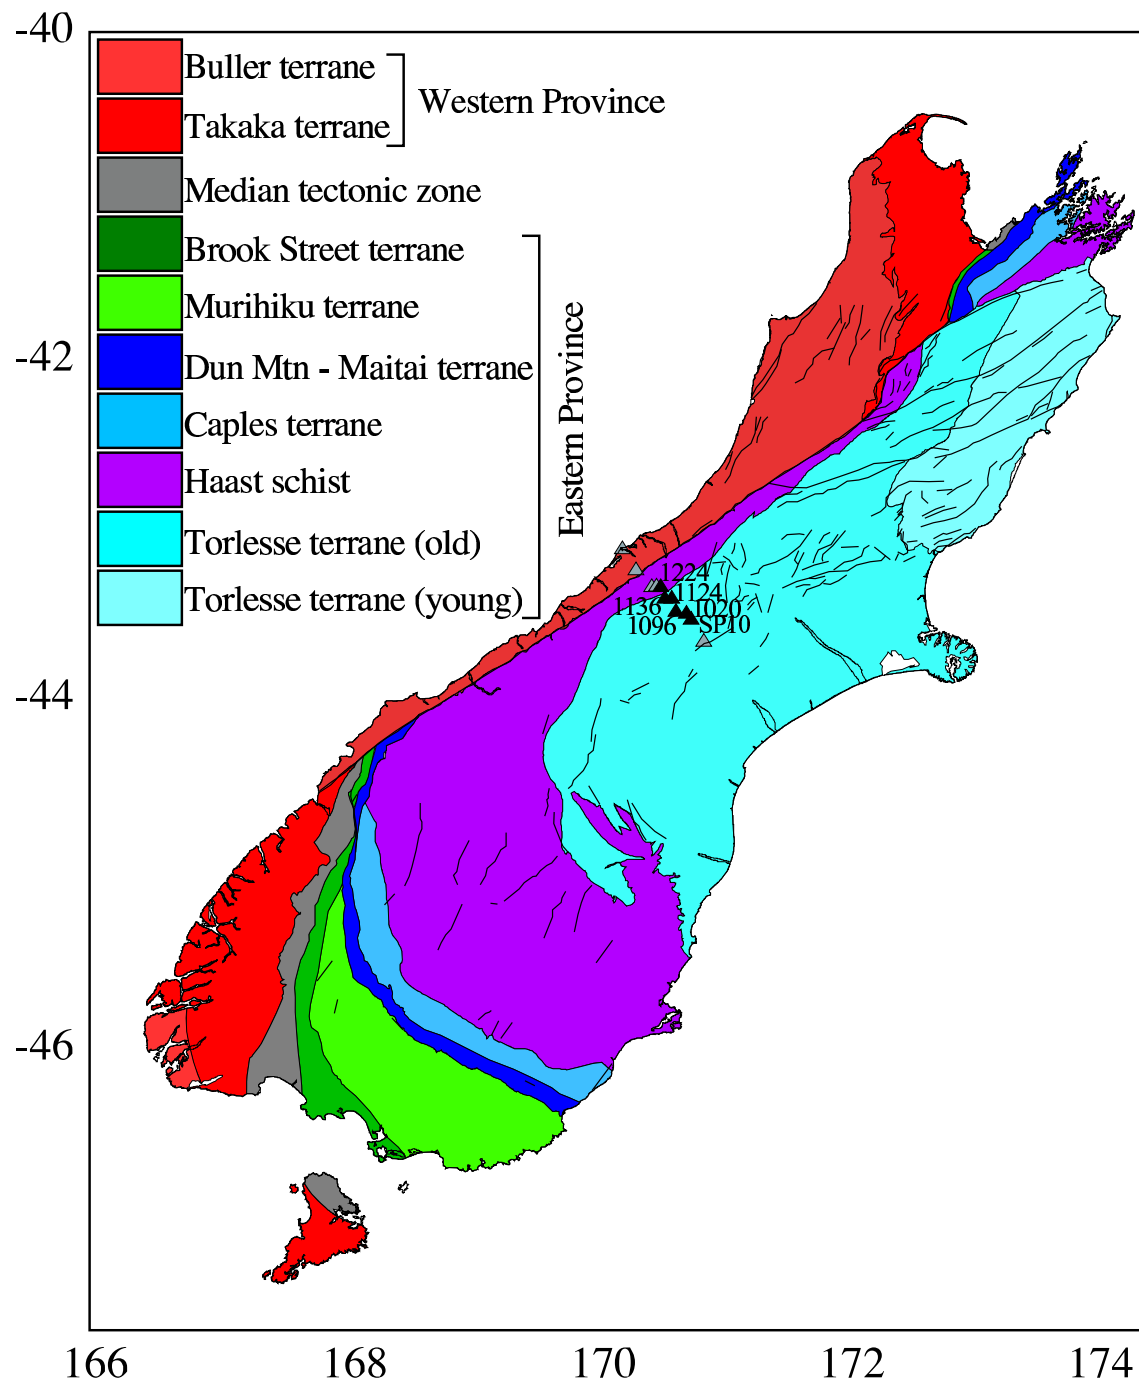 -40
Buller terrane
Takaka terrane
Western Province
Median tectonic zone
Brook Street terrane
Murihiku terrane
Dun Mtn - Maitai terrane
Caples terrane
Haast schist
Torlesse terrane (old)
Torlesse terrane (young)
Eastern Province
-42
-44
-46
1224
1124
1136
1020
1096
SP10
166
168
170
172
174